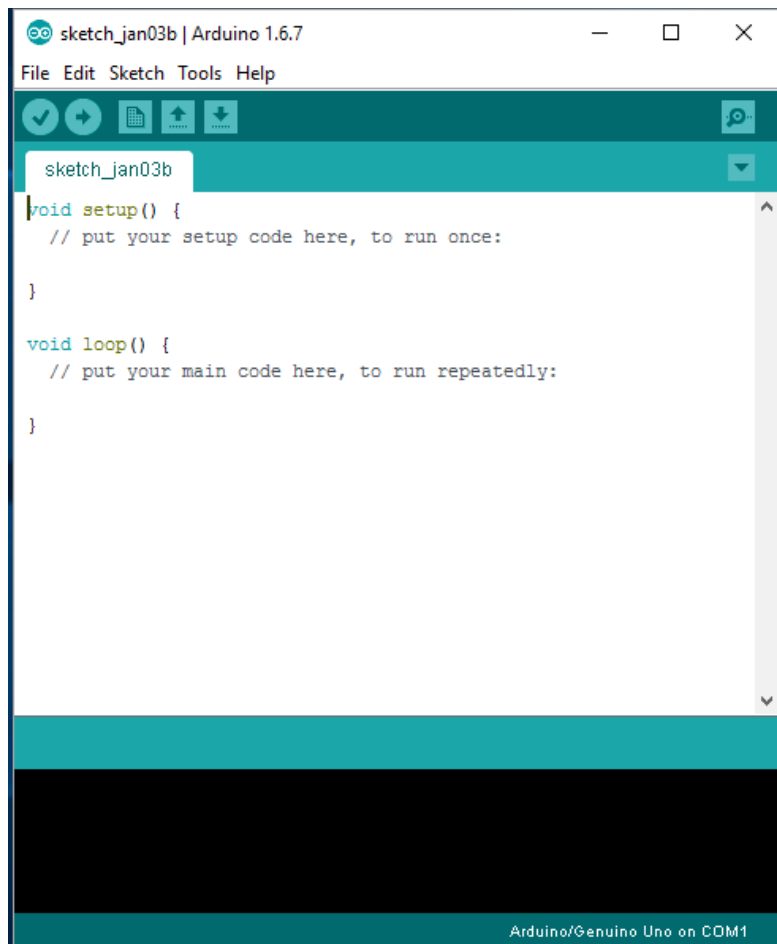 sketch_jan03b | Arduino 1.6.7
File Edit Sketch Tools Help
sketch_jan03b
void setup() {
  // put your setup code here, to run once:

}

void loop() {
  // put your main code here, to run repeatedly:

}
Arduino/Genuino Uno on COM1